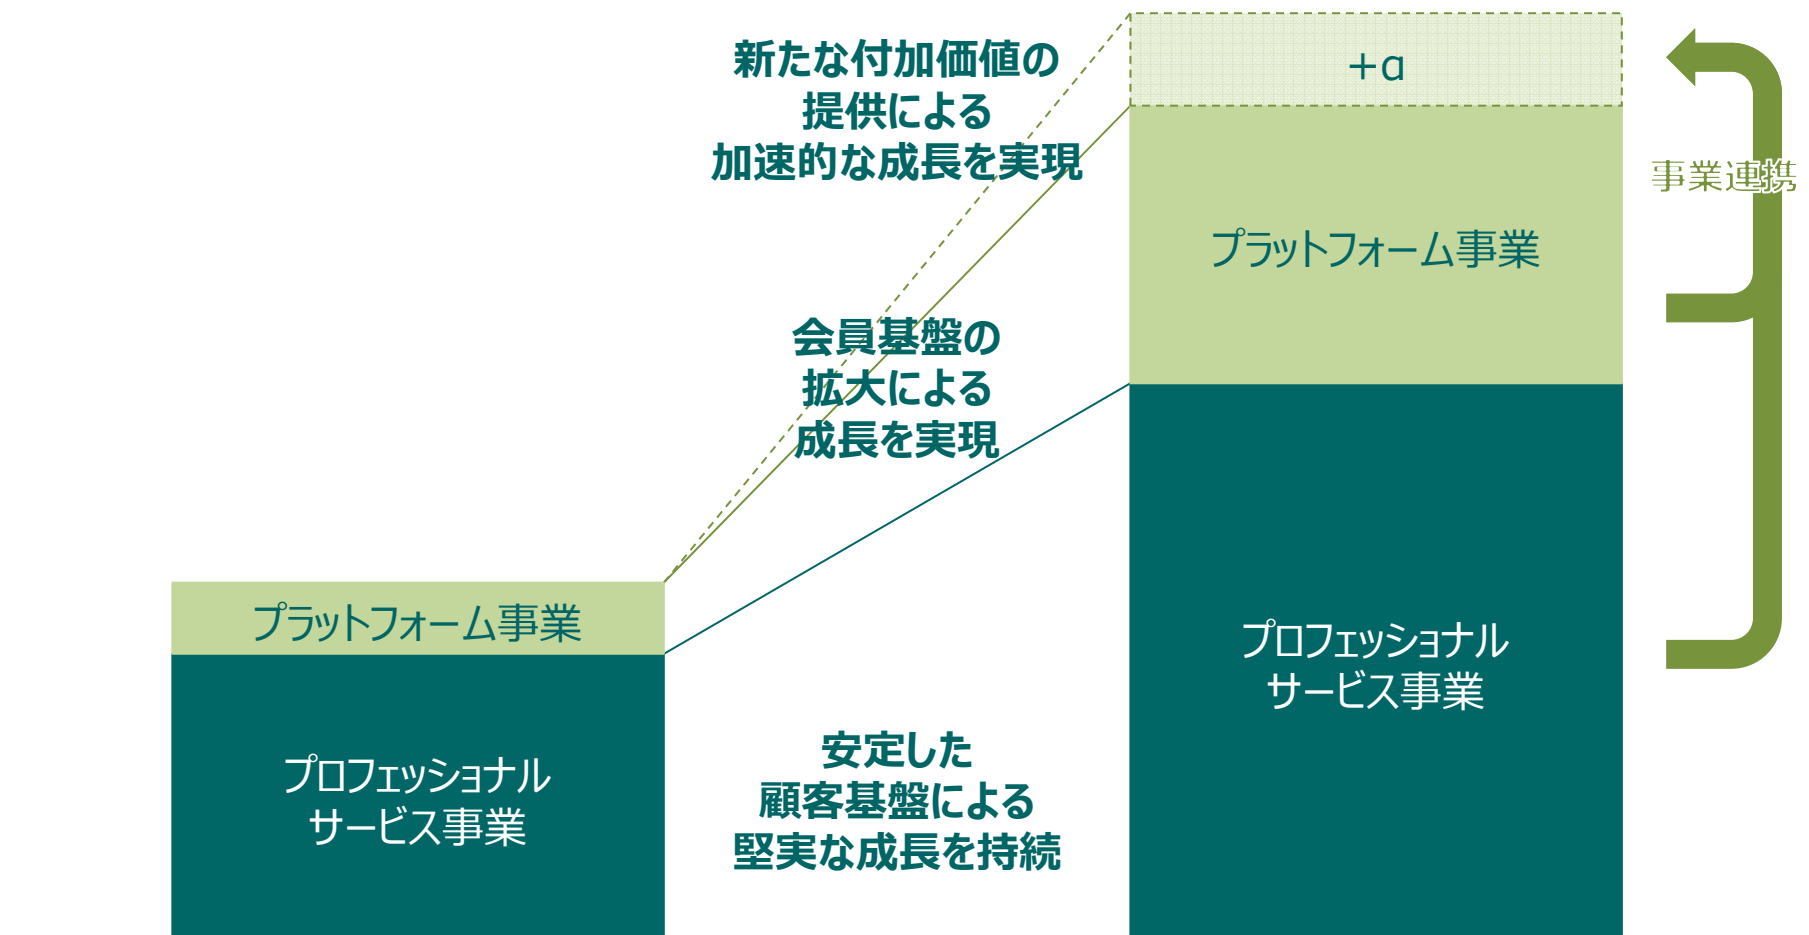 新たな付加価値の
提供による
加速的な成長を実現
+α
事業連携
プラットフォーム事業
会員基盤の
拡大による
成長を実現
プラットフォーム事業
プロフェッショナル
サービス事業
プロフェッショナル
サービス事業
安定した
顧客基盤による
堅実な成長を持続